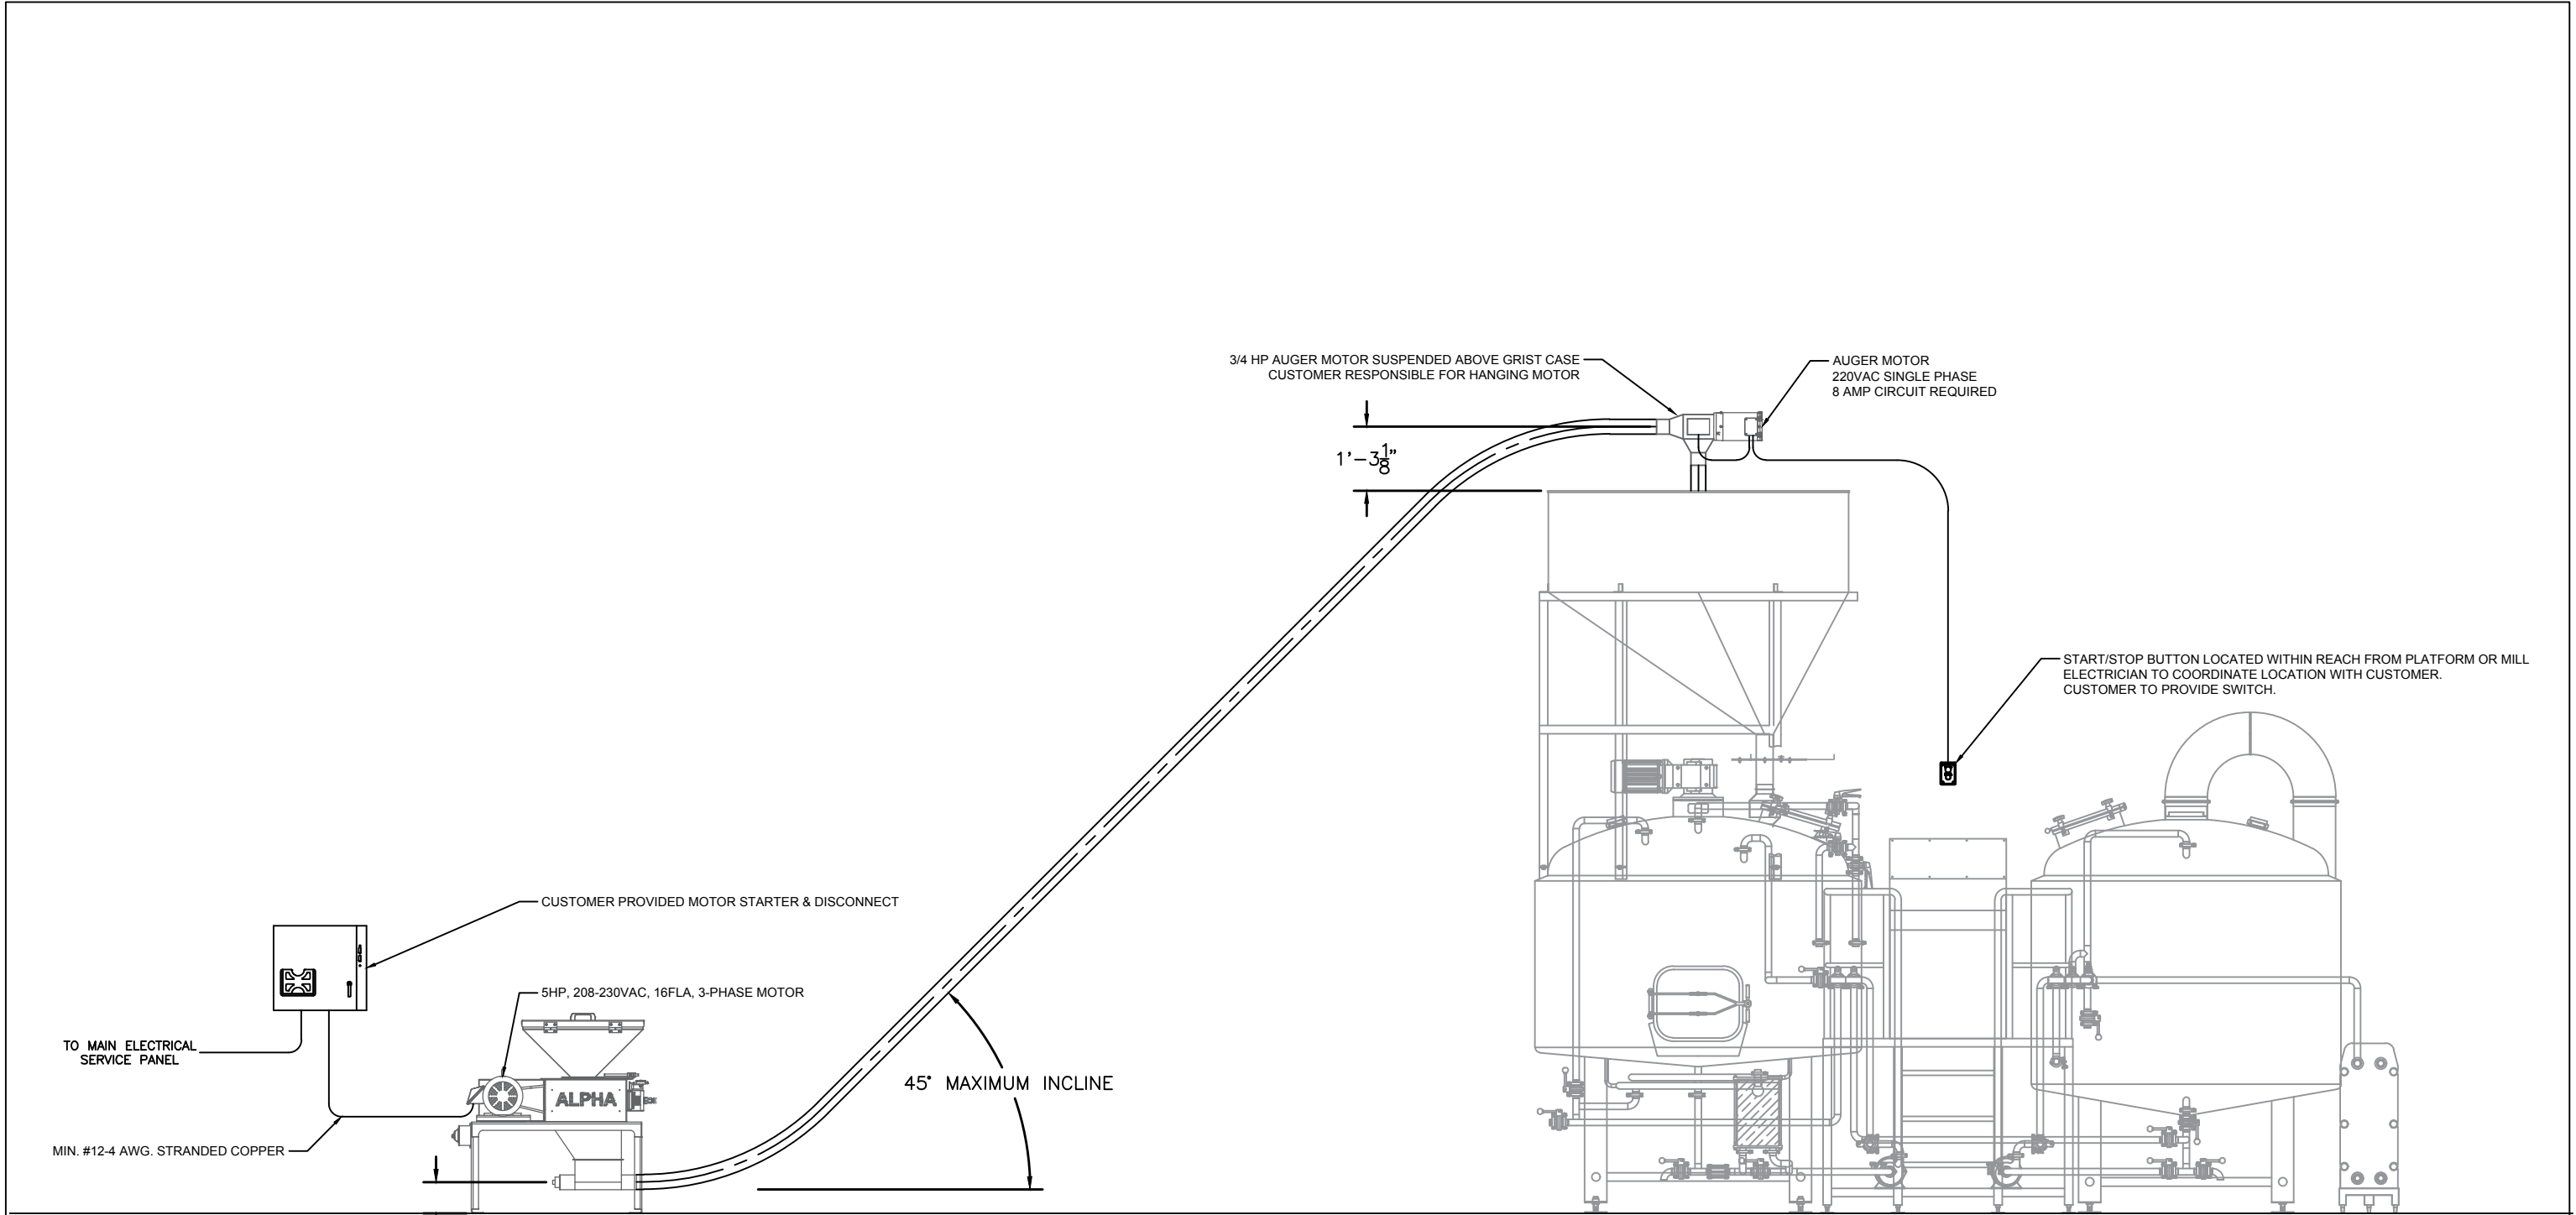 3/4 HP AUGER MOTOR SUSPENDED ABOVE GRIST CASE
CUSTOMER RESPONSIBLE FOR HANGING MOTOR
AUGER MOTOR
220VAC SINGLE PHASE
8 AMP CIRCUIT REQUIRED
1'-3 1/8"
START/STOP BUTTON LOCATED WITHIN REACH FROM PLATFORM OR MILL
ELECTRICIAN TO COORDINATE LOCATION WITH CUSTOMER.
CUSTOMER TO PROVIDE SWITCH.
CUSTOMER PROVIDED MOTOR STARTER & DISCONNECT
5HP, 208-230VAC, 16FLA, 3-PHASE MOTOR
TO MAIN ELECTRICAL
SERVICE PANEL
45° MAXIMUM INCLINE
ALPHA
MIN. #12-4 AWG. STRANDED COPPER